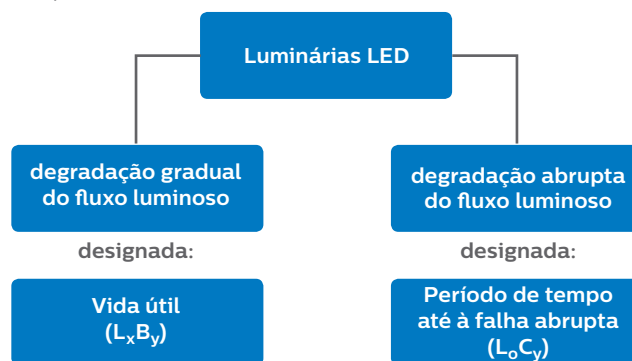 Luminárias LED
degradação gradual
do fluxo luminoso
degradação abrupta
do fluxo luminoso
designada:
designada:
Vida útil
(LxBy)
Período de tempo
até à falha abrupta
(LoCy)